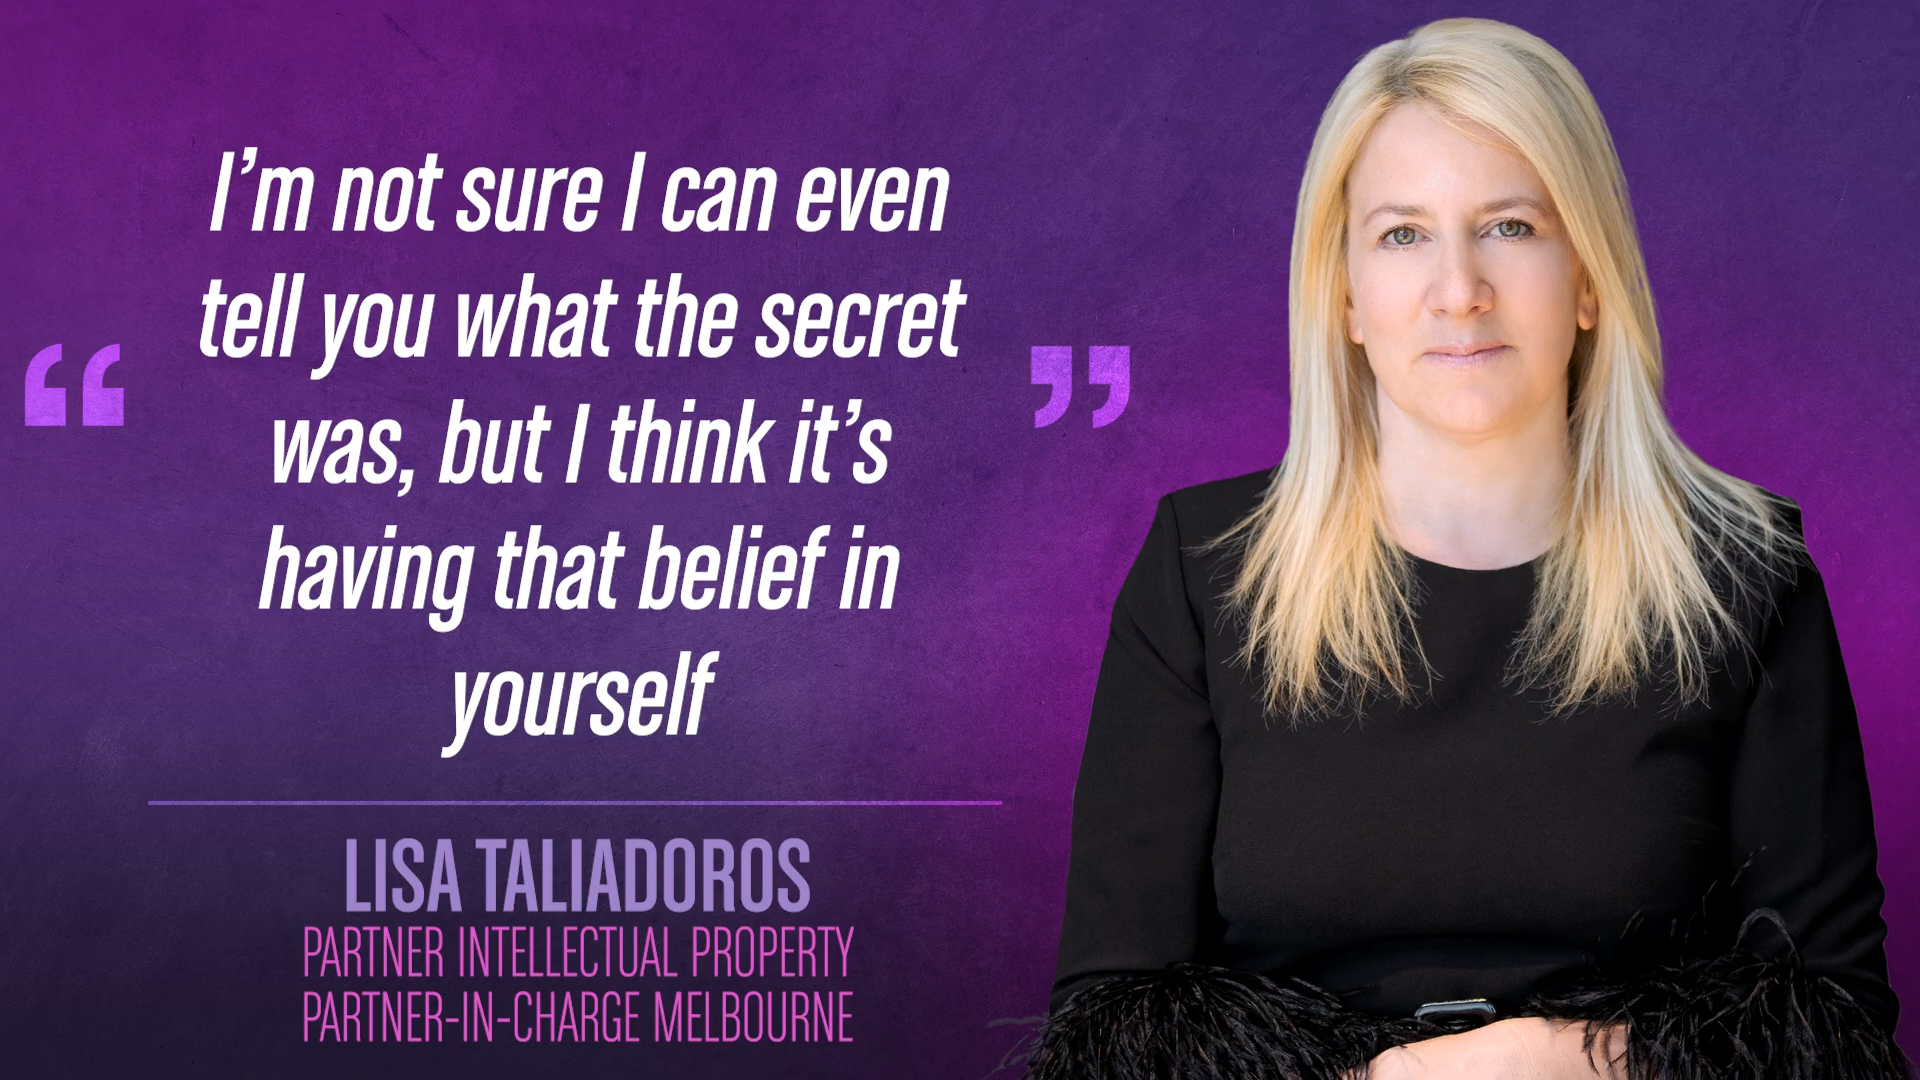 “
I’m not sure I can even
tell you what the secret
was, but I think it’s
having that belief in
yourself
”
LISA TALIADOROS
PARTNER INTELLECTUAL PROPERTY
PARTNER-IN-CHARGE MELBOURNE